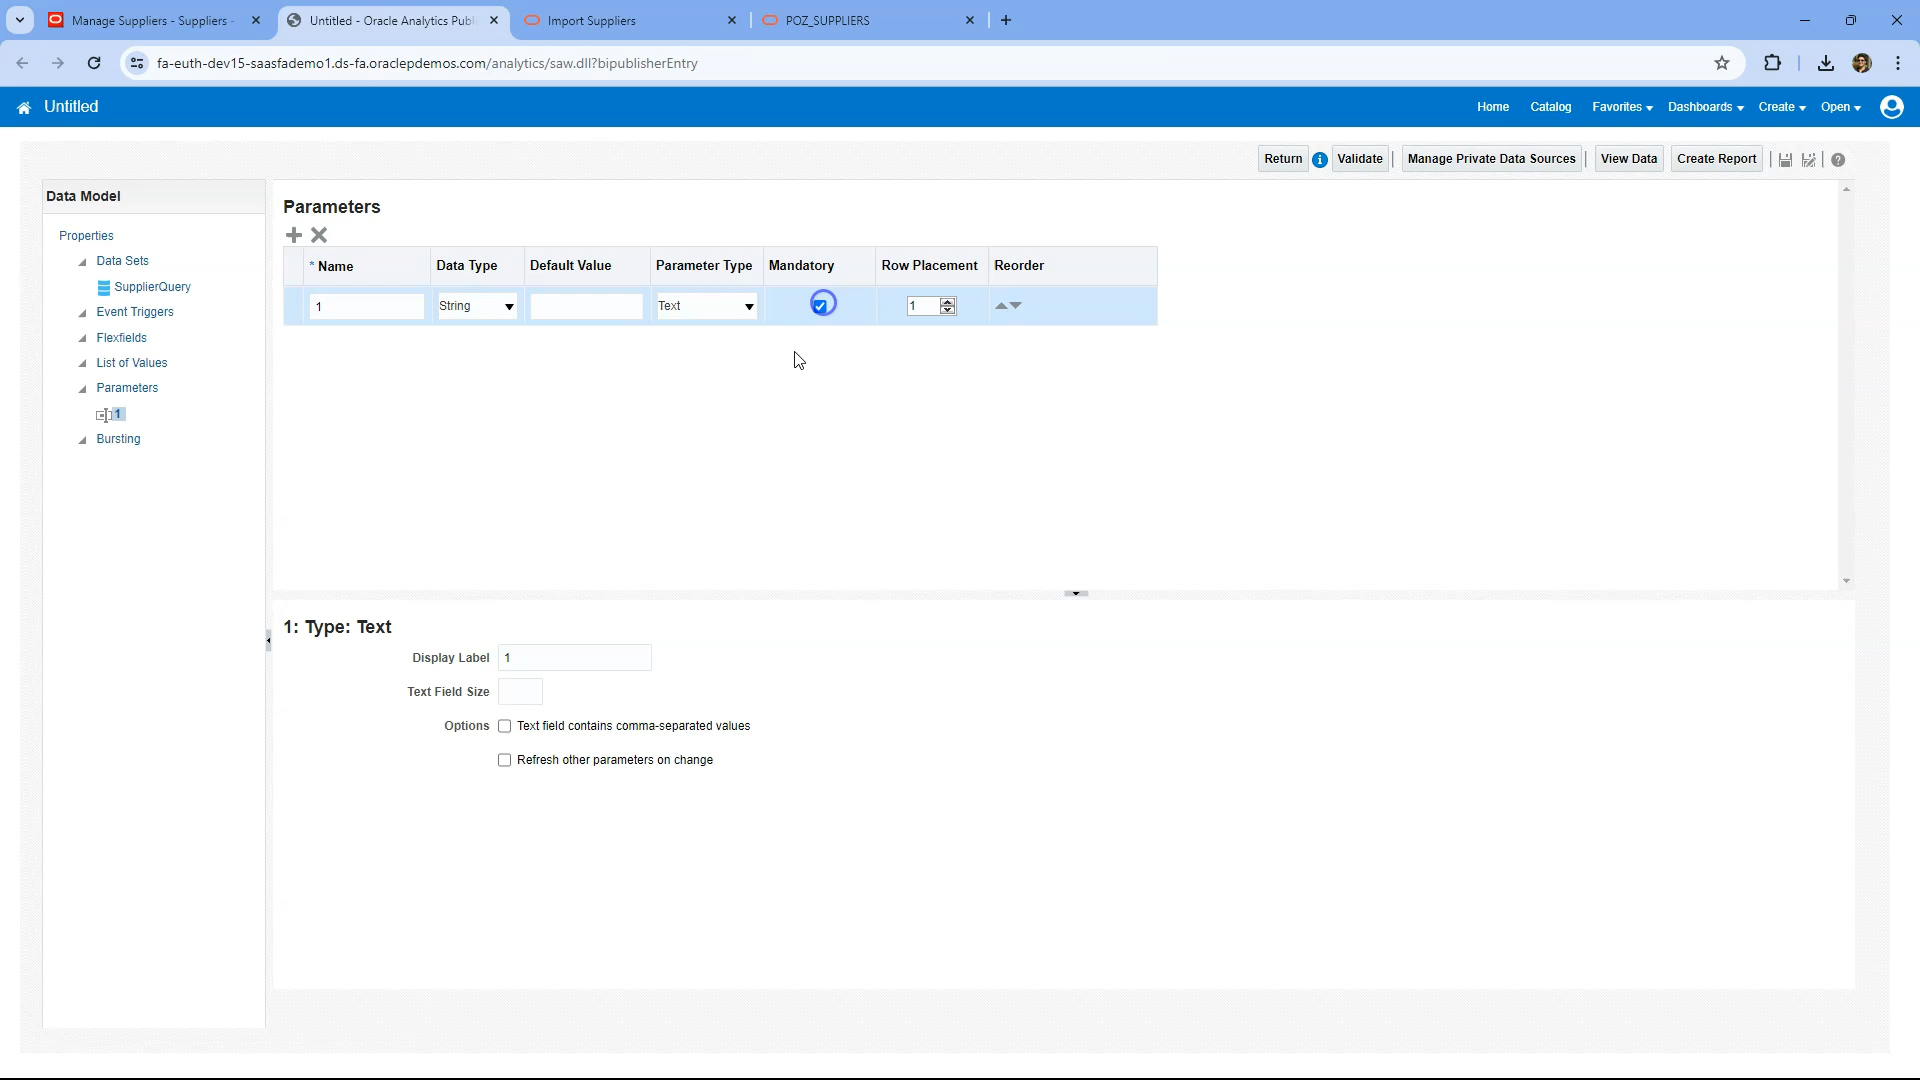 Manage Suppliers - Suppliers -
Untitled - Oracle Analytics Publ
Import Suppliers
POZ_SUPPLIERS
fa-euth-dev15-saasfademo1.ds-fa.oraclepdemos.com/analytics/saw.dll?bipublisherEntry
Untitled
Home Catalog Favorites Dashboards Create Open
Return Validate Manage Private Data Sources View Data Create Report
Data Model
Properties
Data Sets
SupplierQuery
Event Triggers
Flexfields
List of Values
Parameters
1
Bursting
Parameters
* Name Data Type Default Value Parameter Type Mandatory Row Placement Reorder
1 String Text 1
1: Type: Text
Display Label 1
Text Field Size
Options Text field contains comma-separated values
Refresh other parameters on change